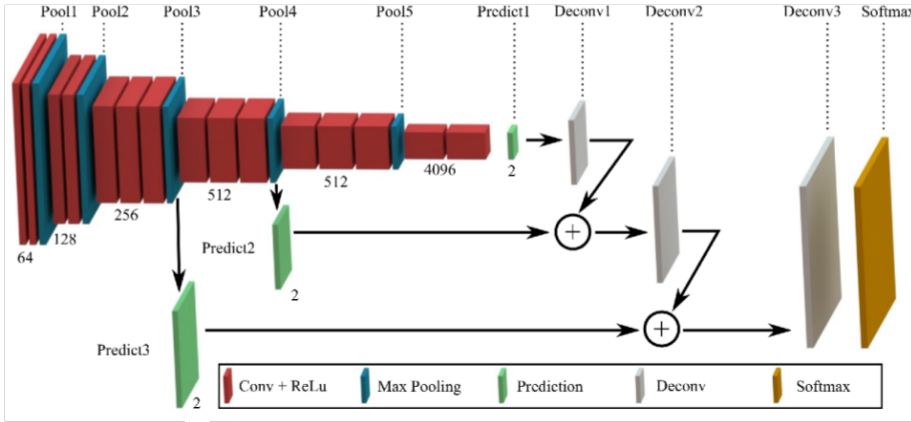 Pool1 Pool2 Pool3 Pool4 Pool5 Predict1 Deconv1 Deconv2 Deconv3 Softmax
4096
2
512
512
256
128
64
Predict2
2
Predict3
2
+
+
Conv + ReLu Max Pooling Prediction Deconv Softmax